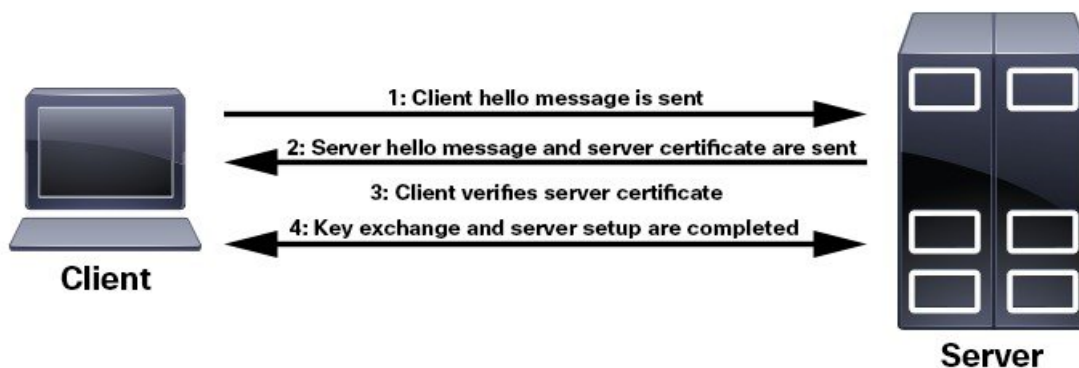 1: Client hello message is sent
2: Server hello message and server certificate are sent
3: Client verifies server certificate
4: Key exchange and server setup are completed
Client
Server